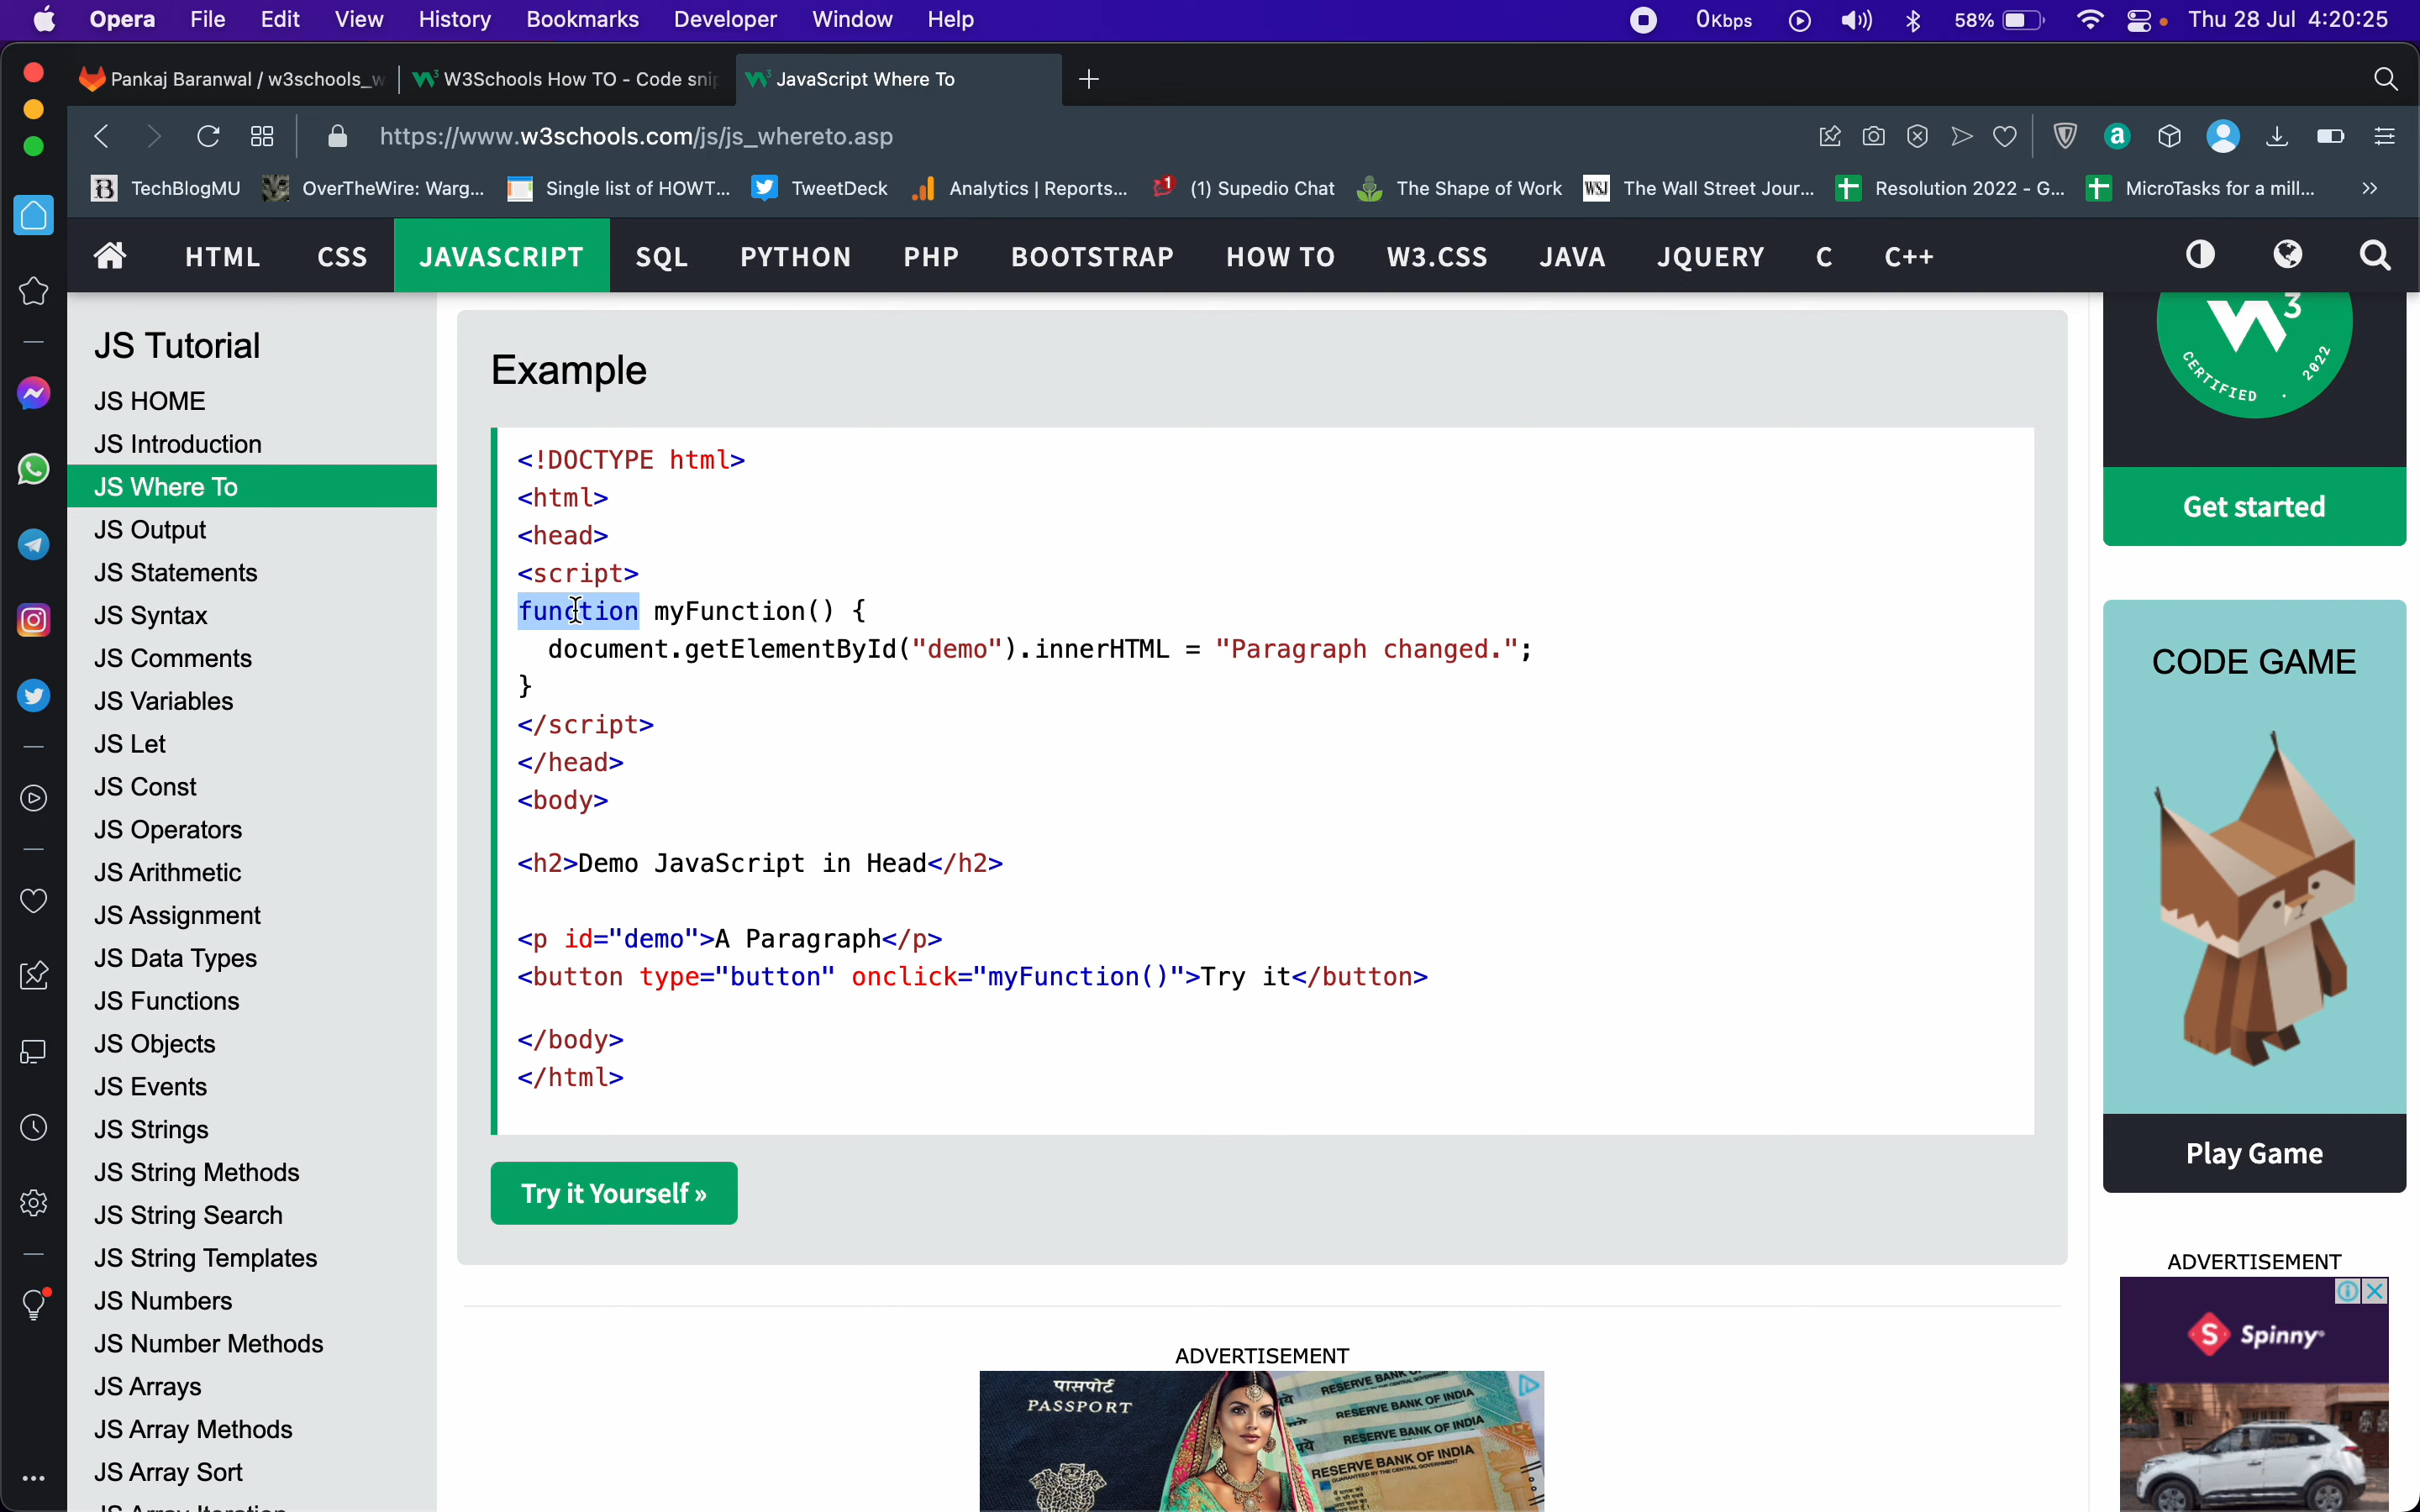 Opera File Edit View History Bookmarks Developer Window Help 0Kbps 58% Thu 28 Jul 4:20:25
Pankaj Baranwal / w3schools_w W3Schools How TO - Code snip JavaScript Where To
https://www.w3schools.com/js/js_whereto.asp
TechBlogMU OverTheWire: Warg... Single list of HOWT... TweetDeck Analytics | Reports... (1) Supedio Chat The Shape of Work WSJ The Wall Street Jour... Resolution 2022 - G... MicroTasks for a mill... »
HTML CSS JAVASCRIPT SQL PYTHON PHP BOOTSTRAP HOW TO W3.CSS JAVA JQUERY C C++
JS Tutorial
JS HOME
JS Introduction
JS Where To
JS Output
JS Statements
JS Syntax
JS Comments
JS Variables
JS Let
JS Const
JS Operators
JS Arithmetic
JS Assignment
JS Data Types
JS Functions
JS Objects
JS Events
JS Strings
JS String Methods
JS String Search
JS String Templates
JS Numbers
JS Number Methods
JS Arrays
JS Array Methods
JS Array Sort
Example
<!DOCTYPE html>
<html>
<head>
<script>
function myFunction() {
  document.getElementById("demo").innerHTML = "Paragraph changed.";
}
</script>
</head>
<body>
<h2>Demo JavaScript in Head</h2>
<p id="demo">A Paragraph</p>
<button type="button" onclick="myFunction()">Try it</button>
</body>
</html>
Try it Yourself »
ADVERTISEMENT
पासपोर्ट
PASSPORT
RESERVE BANK OF INDIA
RESERVE BANK OF INDIA
RESERVE BANK OF INDIA
W3
CERTIFIED . 2022
Get started
CODE GAME
Play Game
ADVERTISEMENT
S Spinny